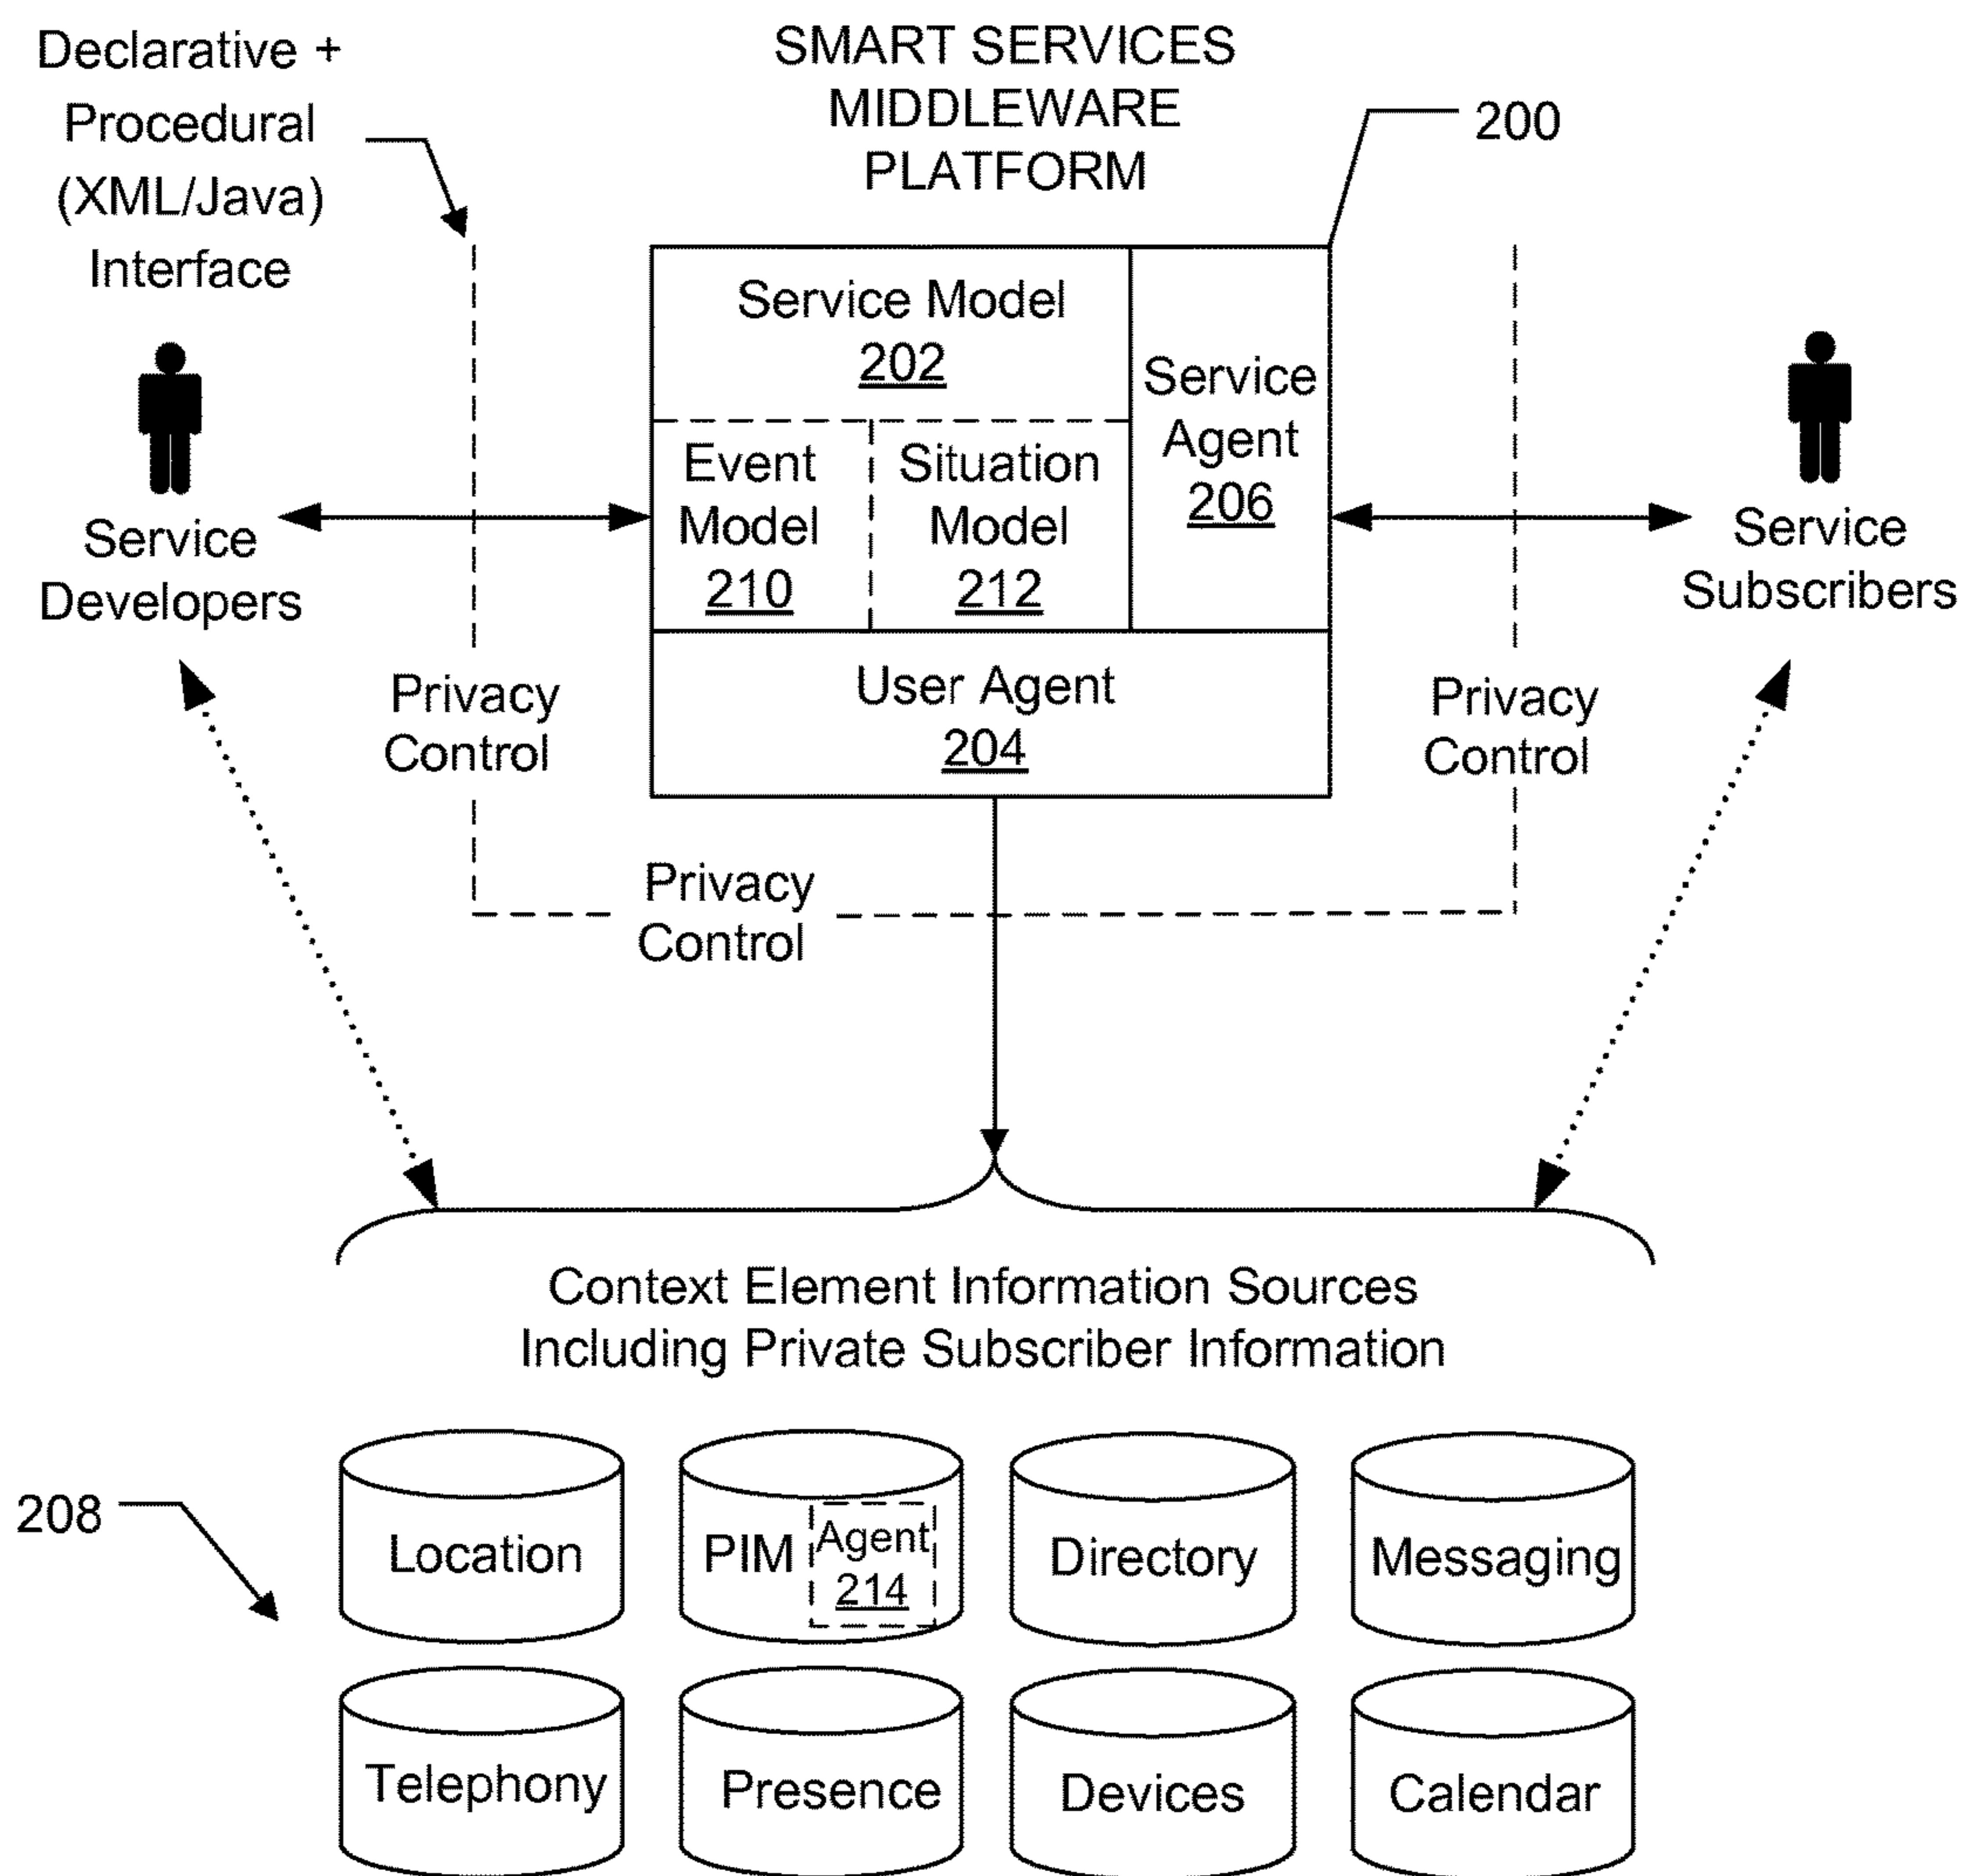 Declarative +
Procedural
(XML/Java)
Interface
SMART SERVICES
MIDDLEWARE
PLATFORM
200
Service Model
202
Event
Model
210
Situation
Model
212
Service
Agent
206
User Agent
204
Service
Developers
Service
Subscribers
Privacy
Control
Privacy
Control
Privacy
Control
Context Element Information Sources
Including Private Subscriber Information
208
Location
PIM
Agent
214
Directory
Messaging
Telephony
Presence
Devices
Calendar